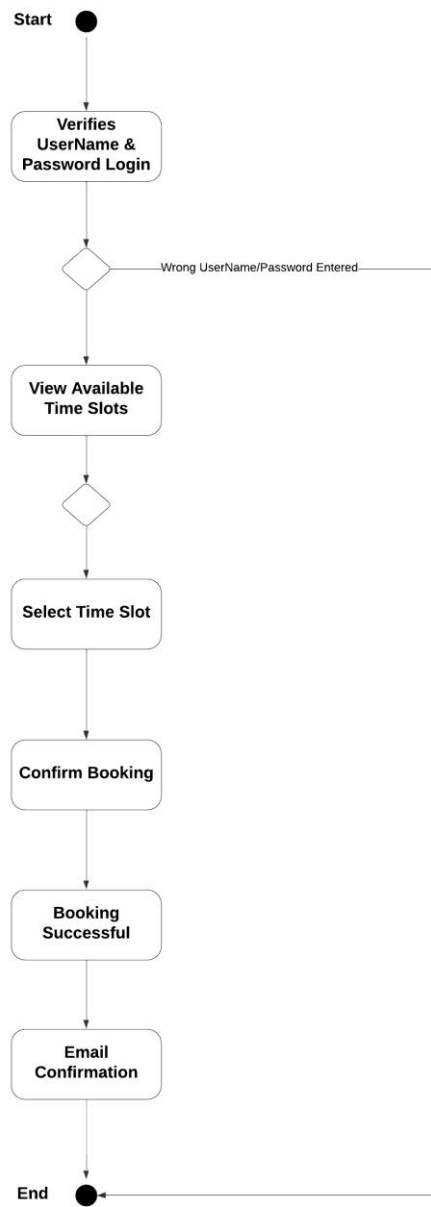 Start
Verifies
UserName &
Password Login
Wrong UserName/Password Entered
View Available
Time Slots
Select Time Slot
Confirm Booking
Booking
Successful
Email
Confirmation
End